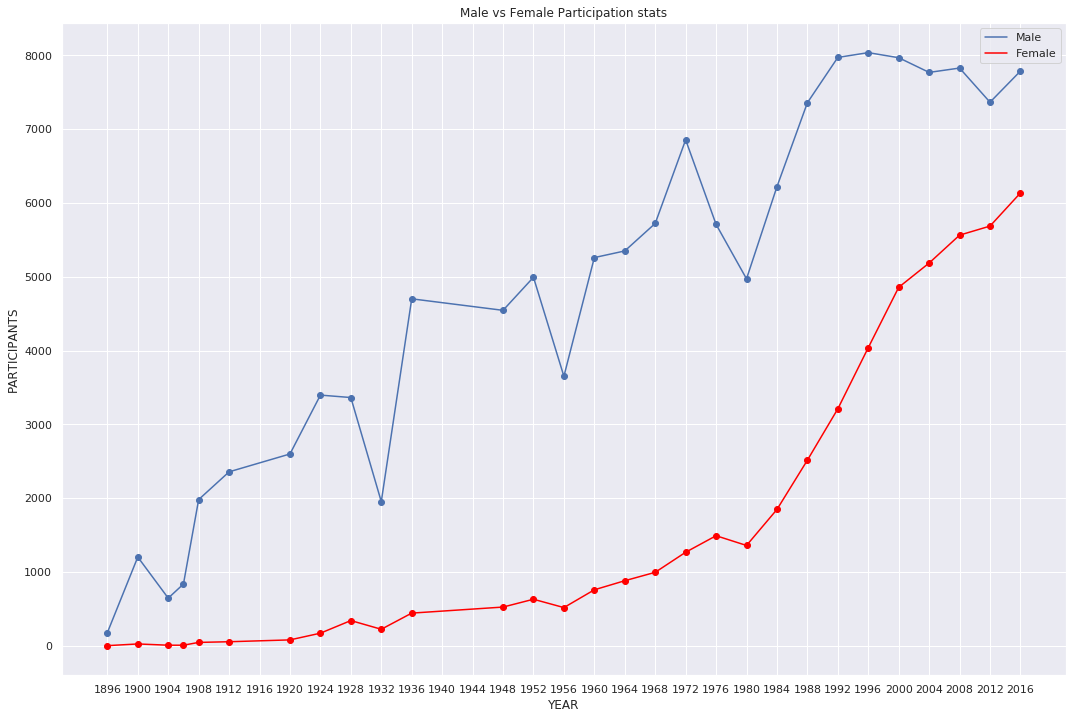 Male vs Female Participation stats
Male
Female
8000
7000
6000
5000
4000
3000
2000
1000
0
PARTICIPANTS
1896 1900 1904 1908 1912 1916 1920 1924 1928 1932 1936 1940 1944 1948 1952 1956 1960 1964 1968 1972 1976 1980 1984 1988 1992 1996 2000 2004 2008 2012 2016
YEAR